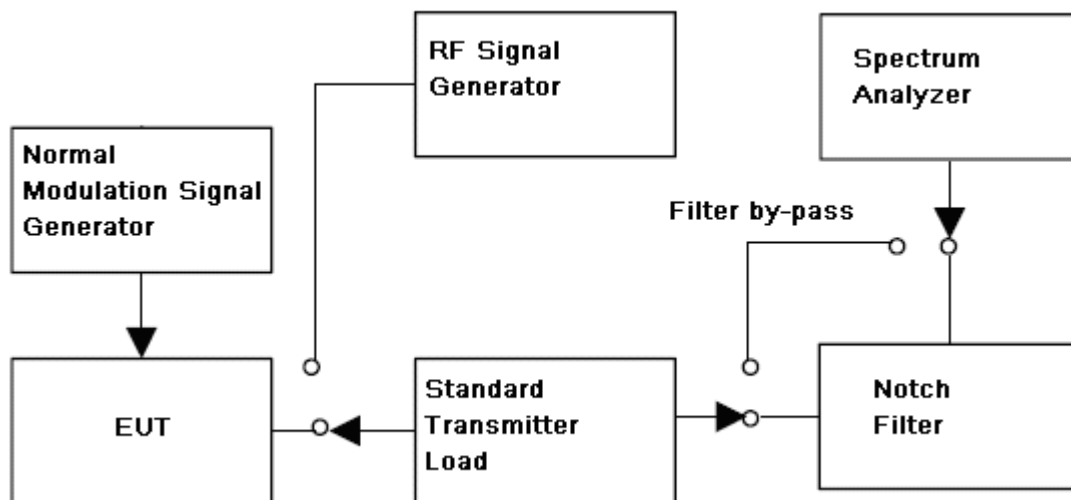 RF Signal
Generator
Spectrum
Analyzer
Normal
Modulation Signal
Generator
Filter by-pass
EUT
Standard
Transmitter
Load
Notch
Filter